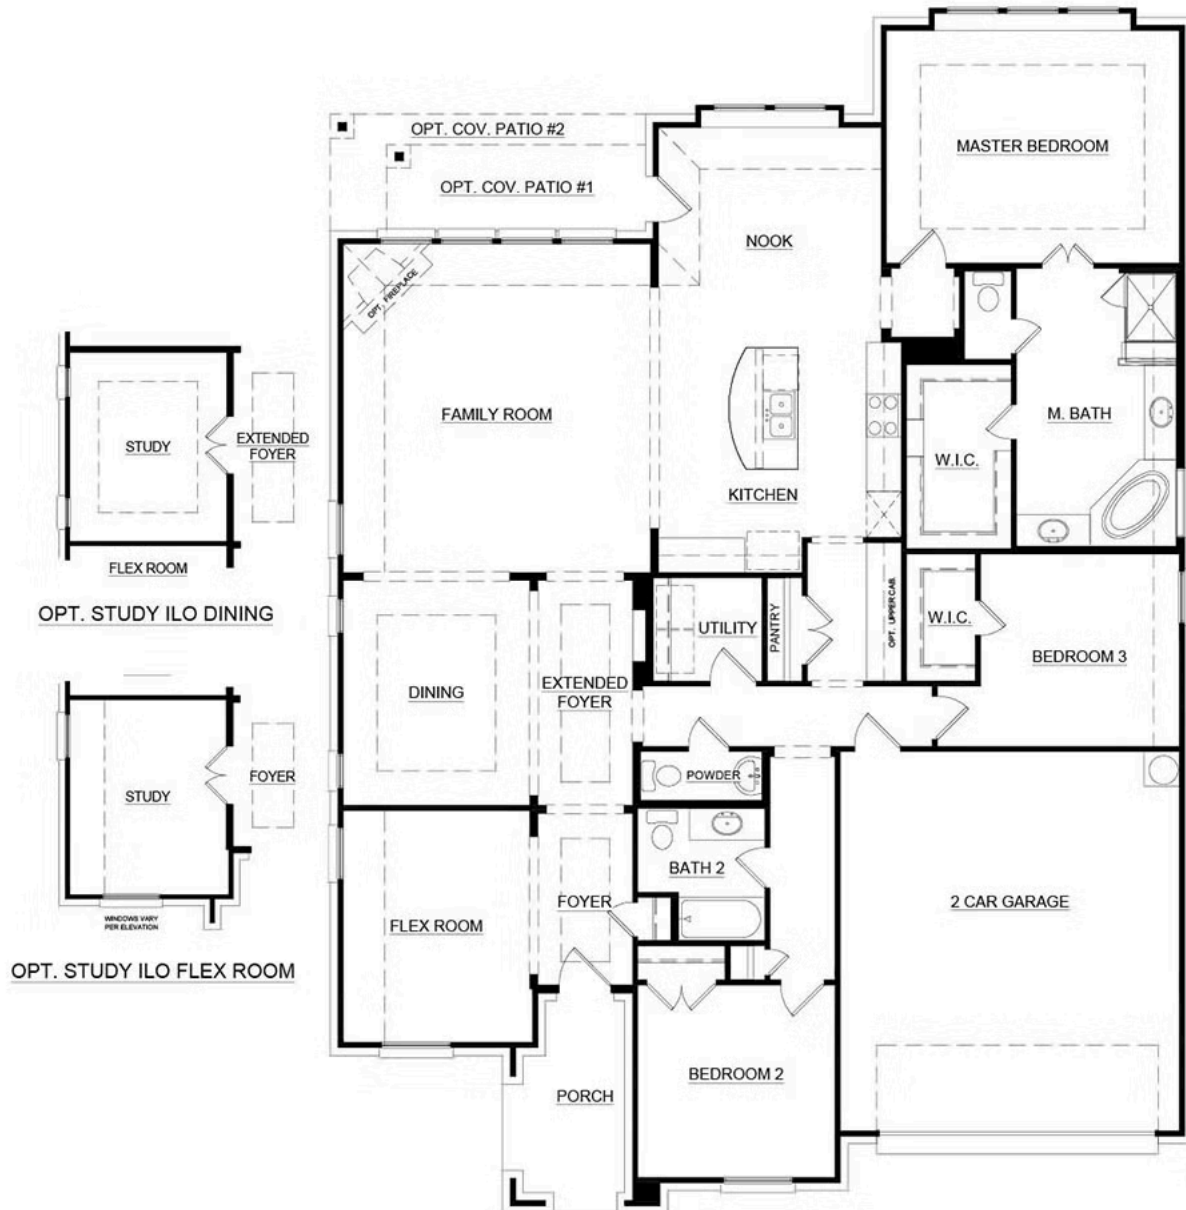 OPT. COV. PATIO #2
OPT. COV. PATIO #1
MASTER BEDROOM
NOOK
OPT. FIREPLACE
FAMILY ROOM
KITCHEN
M. BATH
W.I.C.
STUDY
EXTENDED
FOYER
FLEX ROOM
OPT. STUDY ILO DINING
UTILITY
PANTRY
OPT. UPPER CAB.
W.I.C.
BEDROOM 3
DINING
EXTENDED
FOYER
POWDER
STUDY
FOYER
BATH 2
2 CAR GARAGE
FLEX ROOM
FOYER
WINDOWS VARY
PER ELEVATION
OPT. STUDY ILO FLEX ROOM
BEDROOM 2
PORCH